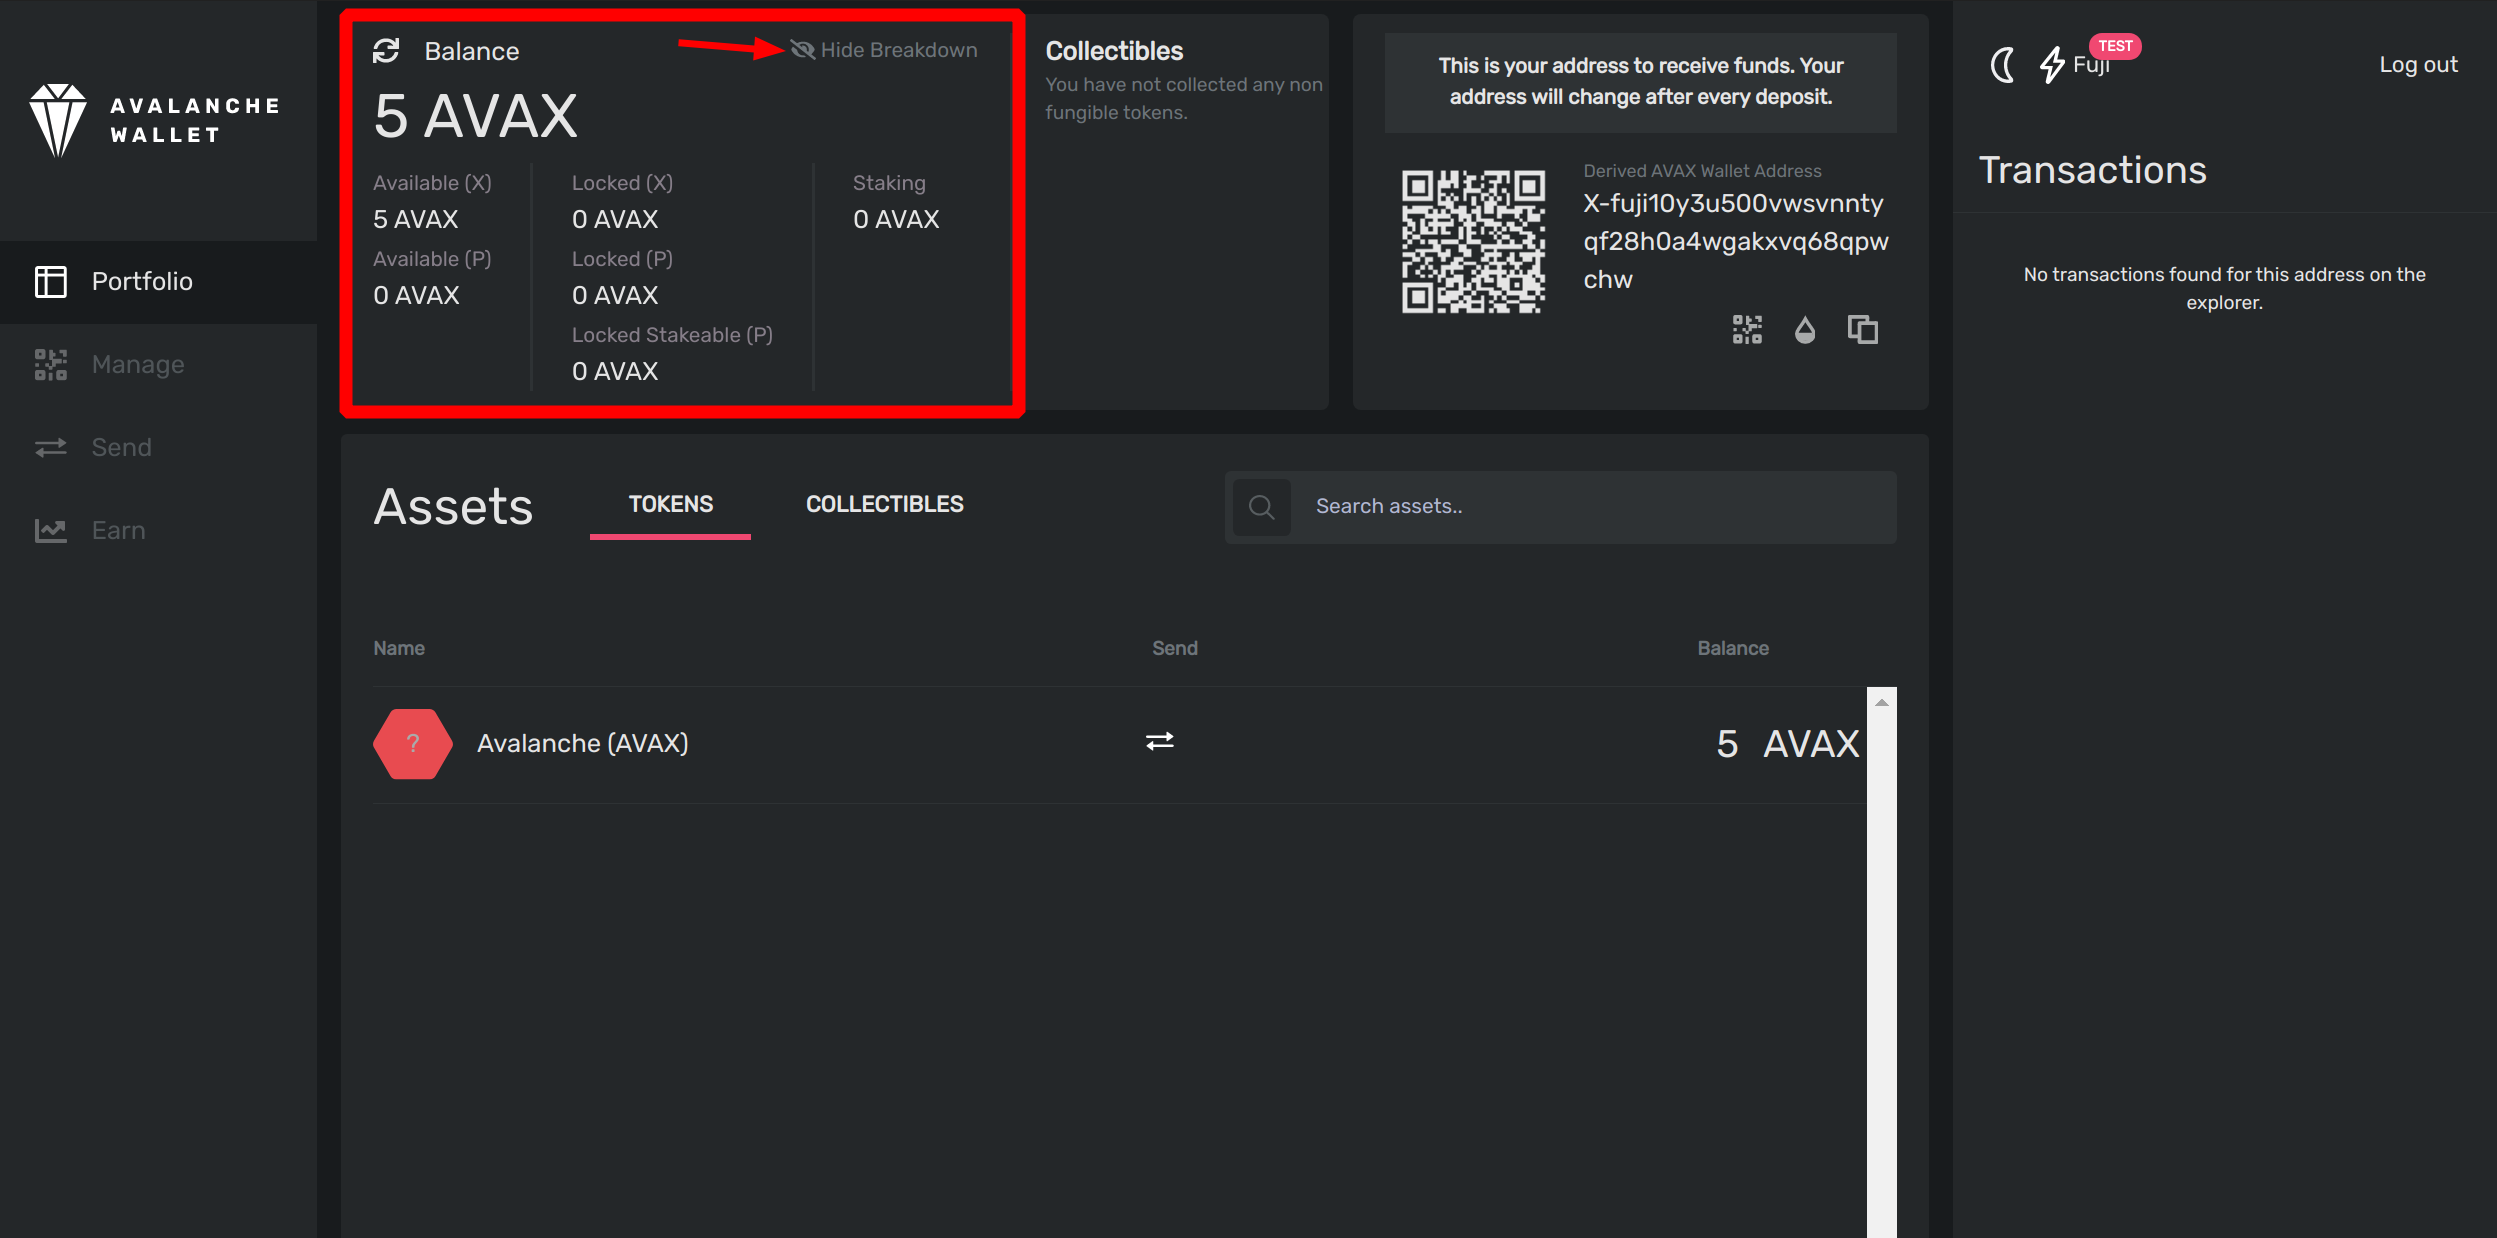 AVALANCHE
WALLET
Portfolio
Manage
Send
Earn
Balance
Hide Breakdown
5 AVAX
Available (X)
5 AVAX
Available (P)
0 AVAX
Locked (X)
0 AVAX
Locked (P)
0 AVAX
Locked Stakeable (P)
0 AVAX
Staking
0 AVAX
Collectibles
You have not collected any non
fungible tokens.
This is your address to receive funds. Your
address will change after every deposit.
Derived AVAX Wallet Address
X-fuji10y3u500vwsvnnty
qf28h0a4wgakxvq68qpw
chw
Assets
TOKENS
COLLECTIBLES
Search assets..
Name
Send
Balance
?
Avalanche (AVAX)
5 AVAX
Fuji
TEST
Log out
Transactions
No transactions found for this address on the
explorer.